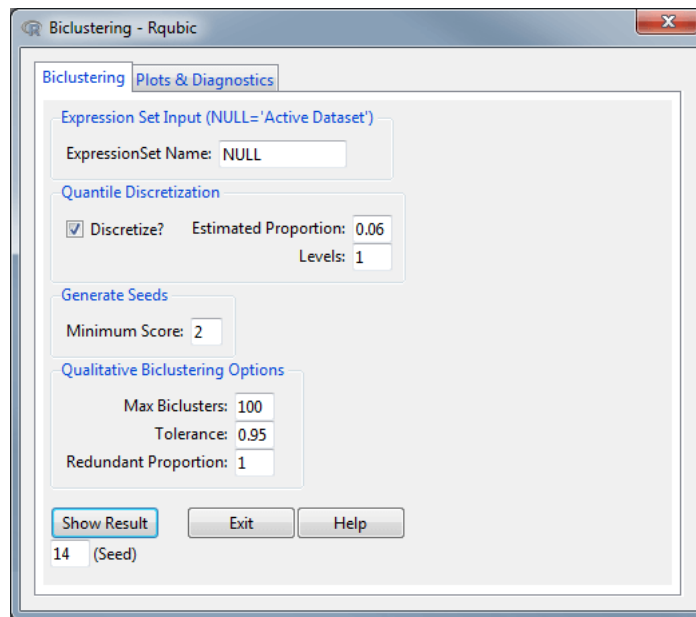 Biclustering - Rqubic
Biclustering Plots & Diagnostics
Expression Set Input (NULL='Active Dataset')
ExpressionSet Name: NULL
Quantile Discretization
Discretize? Estimated Proportion: 0.06
Levels: 1
Generate Seeds
Minimum Score: 2
Qualitative Biclustering Options
Max Biclusters: 100
Tolerance: 0.95
Redundant Proportion: 1
Show Result Exit Help
14 (Seed)